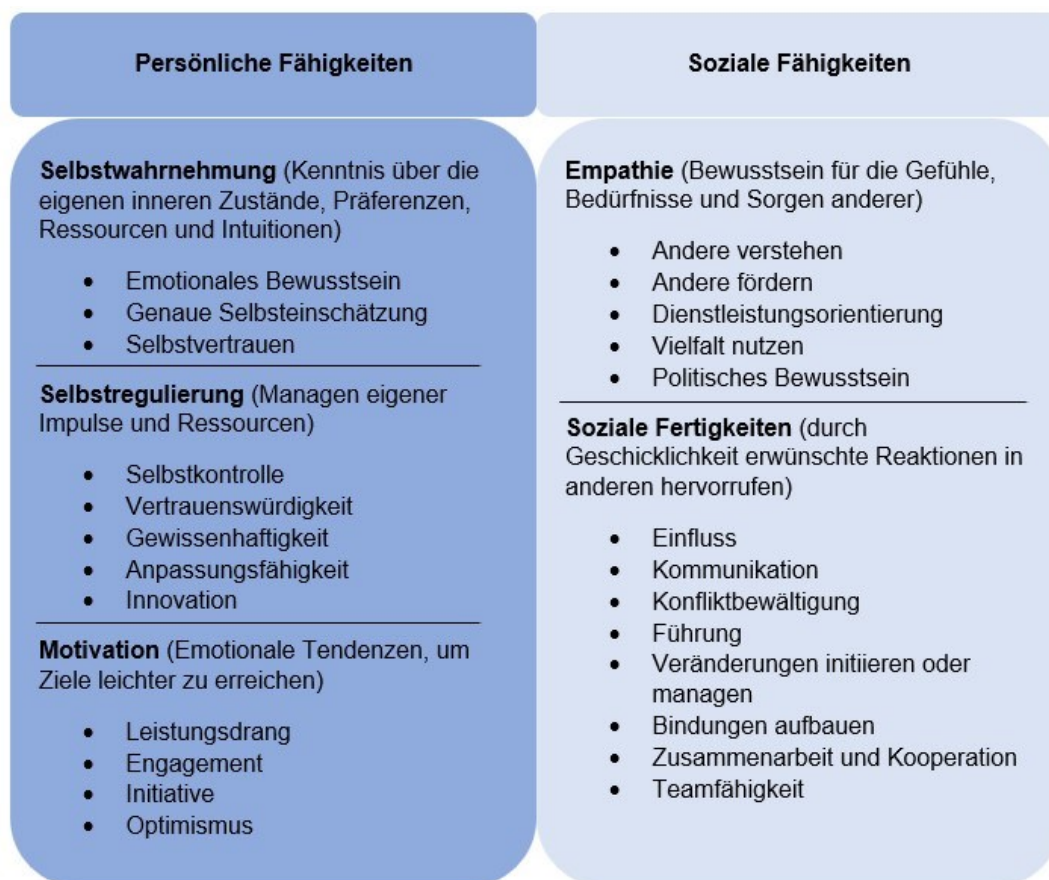 Persönliche Fähigkeiten
Selbstwahrnehmung (Kenntnis über die
eigenen inneren Zustände, Präferenzen,
Ressourcen und Intuitionen)
• Emotionales Bewusstsein
• Genaue Selbsteinschätzung
• Selbstvertrauen
Selbstregulierung (Managen eigener
Impulse und Ressourcen)
• Selbstkontrolle
• Vertrauenswürdigkeit
• Gewissenhaftigkeit
• Anpassungsfähigkeit
• Innovation
Motivation (Emotionale Tendenzen, um
Ziele leichter zu erreichen)
• Leistungsdrang
• Engagement
• Initiative
• Optimismus
Soziale Fähigkeiten
Empathie (Bewusstsein für die Gefühle,
Bedürfnisse und Sorgen anderer)
• Andere verstehen
• Andere fördern
• Dienstleistungsorientierung
• Vielfalt nutzen
• Politisches Bewusstsein
Soziale Fertigkeiten (durch
Geschicklichkeit erwünschte Reaktionen in
anderen hervorrufen)
• Einfluss
• Kommunikation
• Konfliktbewältigung
• Führung
• Veränderungen initiieren oder
managen
• Bindungen aufbauen
• Zusammenarbeit und Kooperation
• Teamfähigkeit